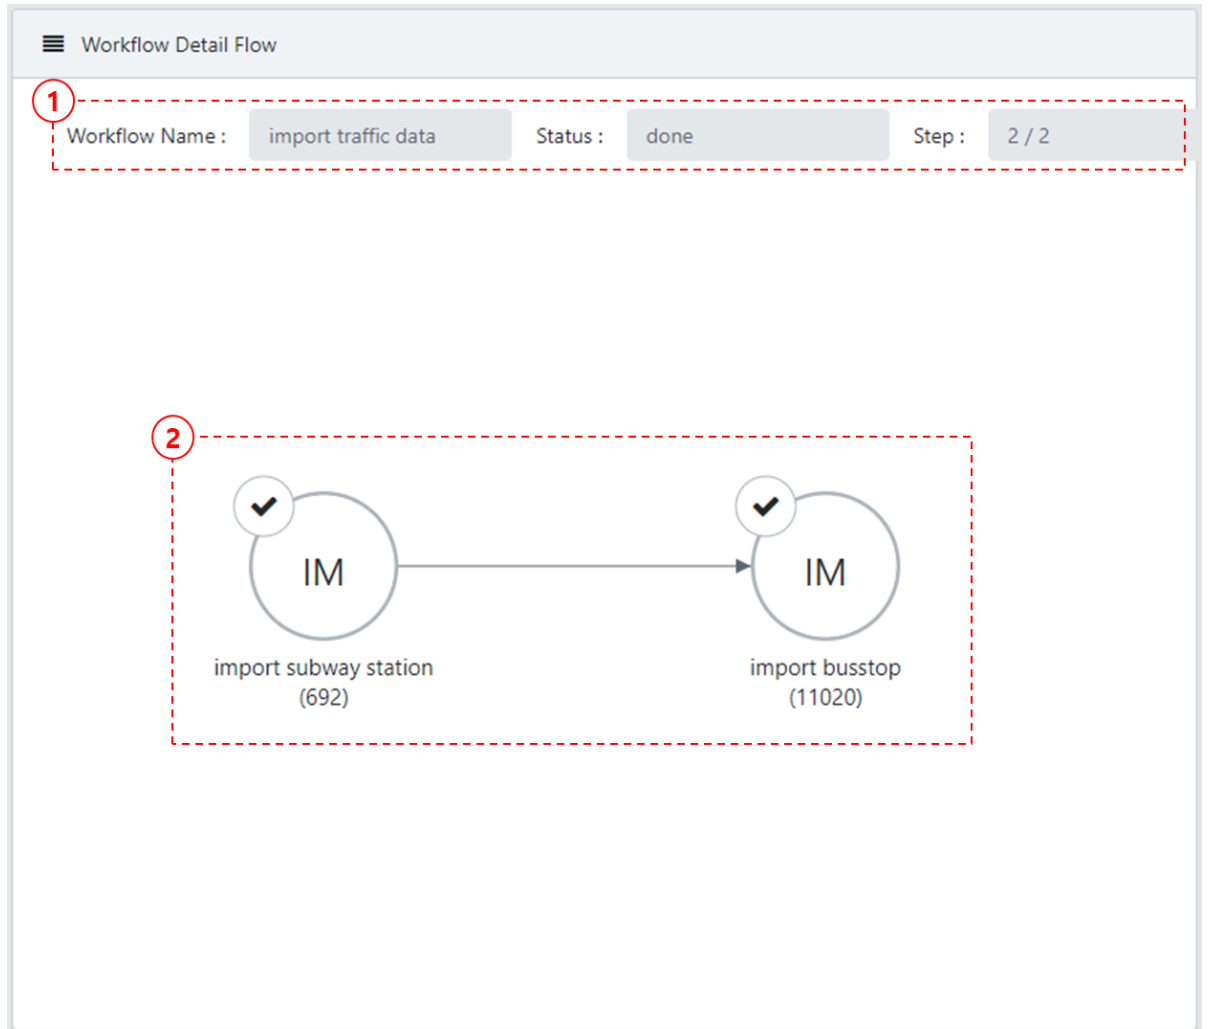 Workflow Detail Flow
1
Workflow Name : import traffic data Status : done Step : 2 / 2
2
IM IM
import subway station import busstop
(692) (11020)